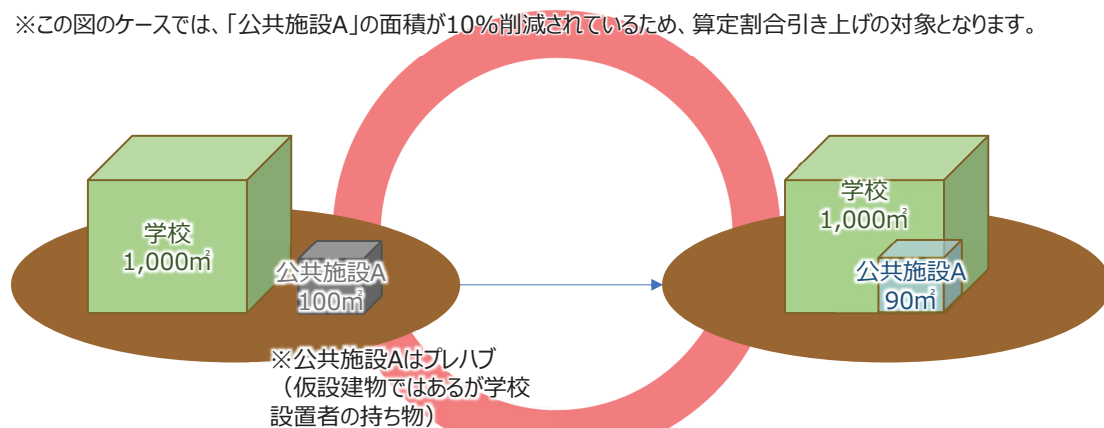 ※この図のケースでは、「公共施設A」の面積が10%削減されているため、算定割合引き上げの対象となります。
学校
1,000㎡
公共施設A
100㎡
※公共施設Aはプレハブ
（仮設建物ではあるが学校
設置者の持ち物）
学校
1,000㎡
公共施設A
90㎡